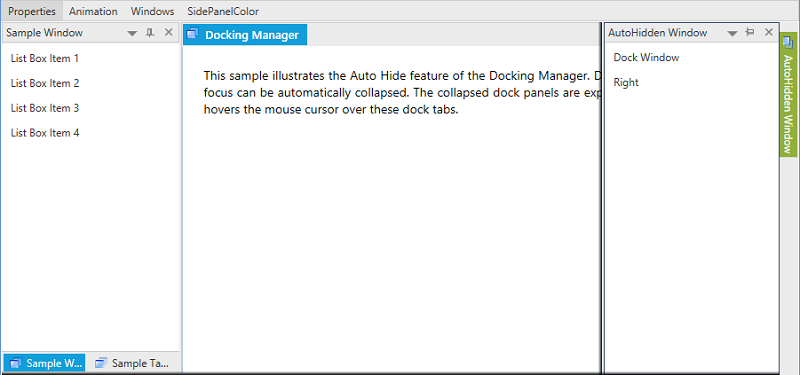 Properties Animation Windows SidePanelColor
Sample Window
List Box Item 1
List Box Item 2
List Box Item 3
List Box Item 4
Sample W... Sample Ta...
Docking Manager
This sample illustrates the Auto Hide feature of the Docking Manager. D
focus can be automatically collapsed. The collapsed dock panels are exp
hovers the mouse cursor over these dock tabs.
AutoHidden Window
Dock Window
Right
AutoHidden Window